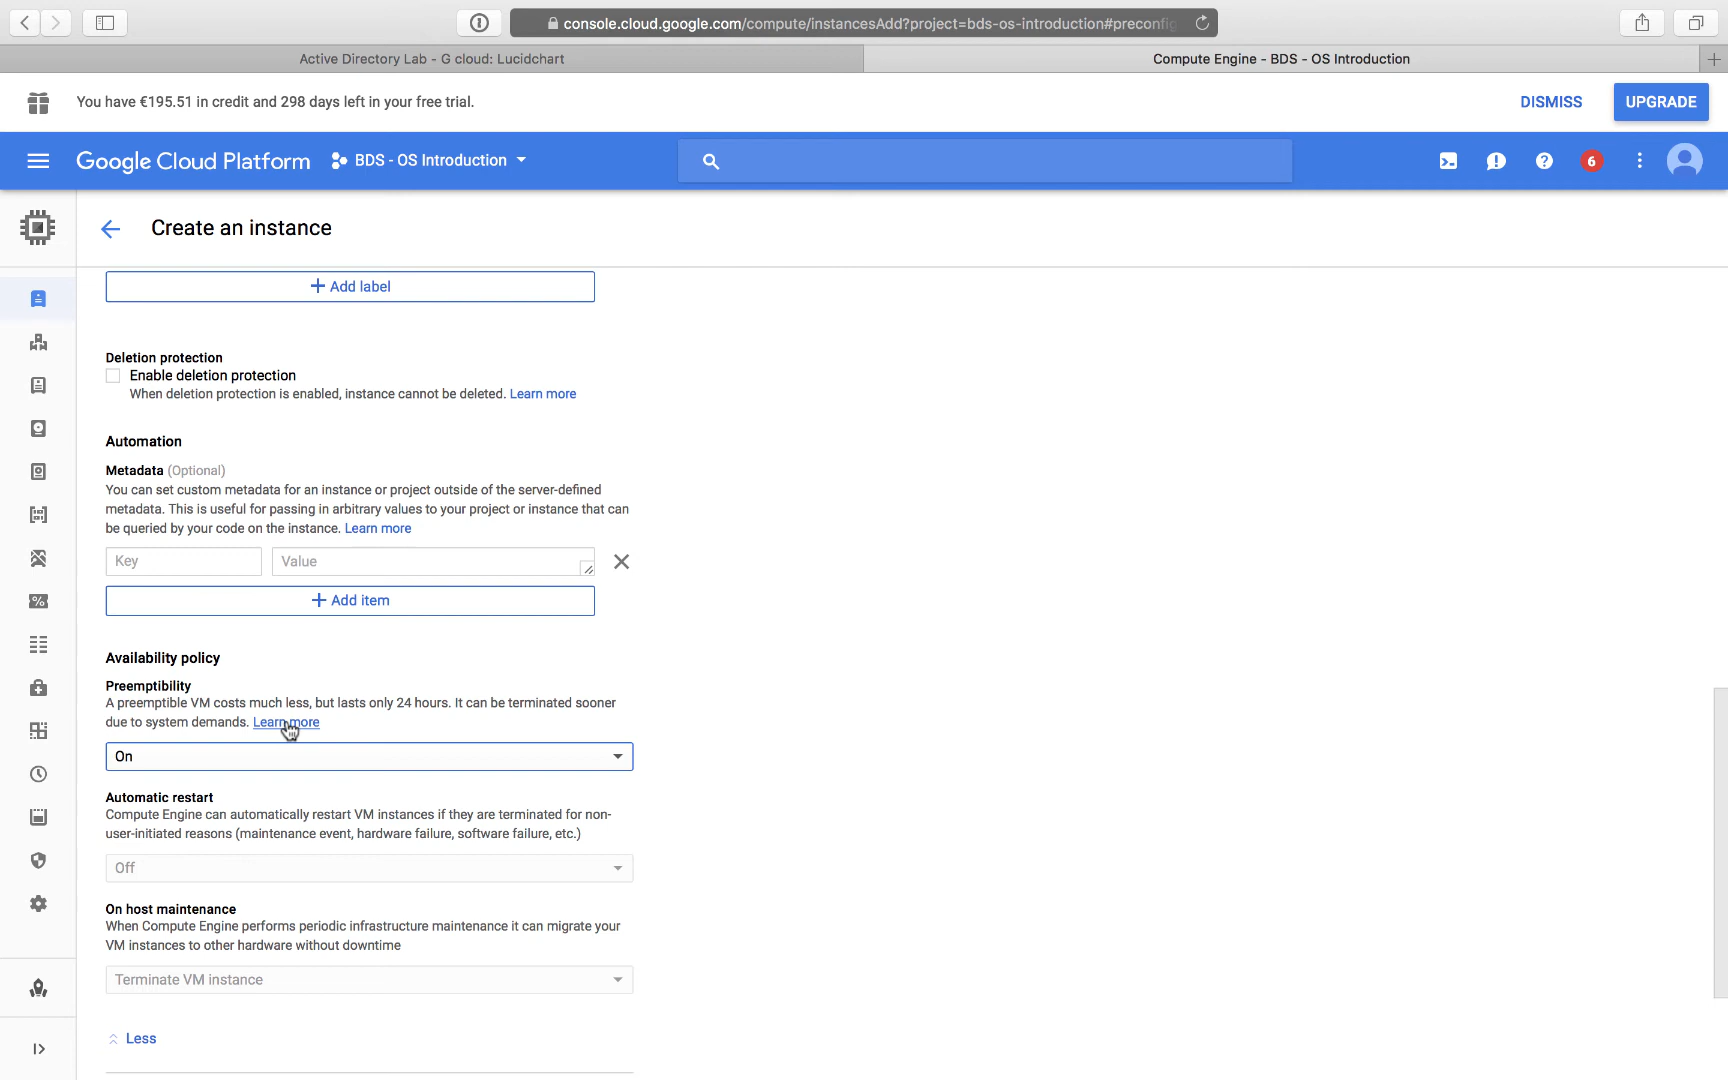 console.cloud.google.com/compute/instancesAdd?project=bds-os-introduction#preconfig
Active Directory Lab - G cloud: Lucidchart
Compute Engine - BDS - OS Introduction
You have €195.51 in credit and 298 days left in your free trial.
DISMISS
UPGRADE
Google Cloud Platform
BDS - OS Introduction
6
Create an instance
Add label
Deletion protection
Enable deletion protection
When deletion protection is enabled, instance cannot be deleted. Learn more
Automation
Metadata (Optional)
You can set custom metadata for an instance or project outside of the server-defined
metadata. This is useful for passing in arbitrary values to your project or instance that can
be queried by your code on the instance. Learn more
Key
Value
Add item
Availability policy
Preemptibility
A preemptible VM costs much less, but lasts only 24 hours. It can be terminated sooner
due to system demands. Learn more
On
Automatic restart
Compute Engine can automatically restart VM instances if they are terminated for non-
user-initiated reasons (maintenance event, hardware failure, software failure, etc.)
Off
On host maintenance
When Compute Engine performs periodic infrastructure maintenance it can migrate your
VM instances to other hardware without downtime
Terminate VM instance
Less